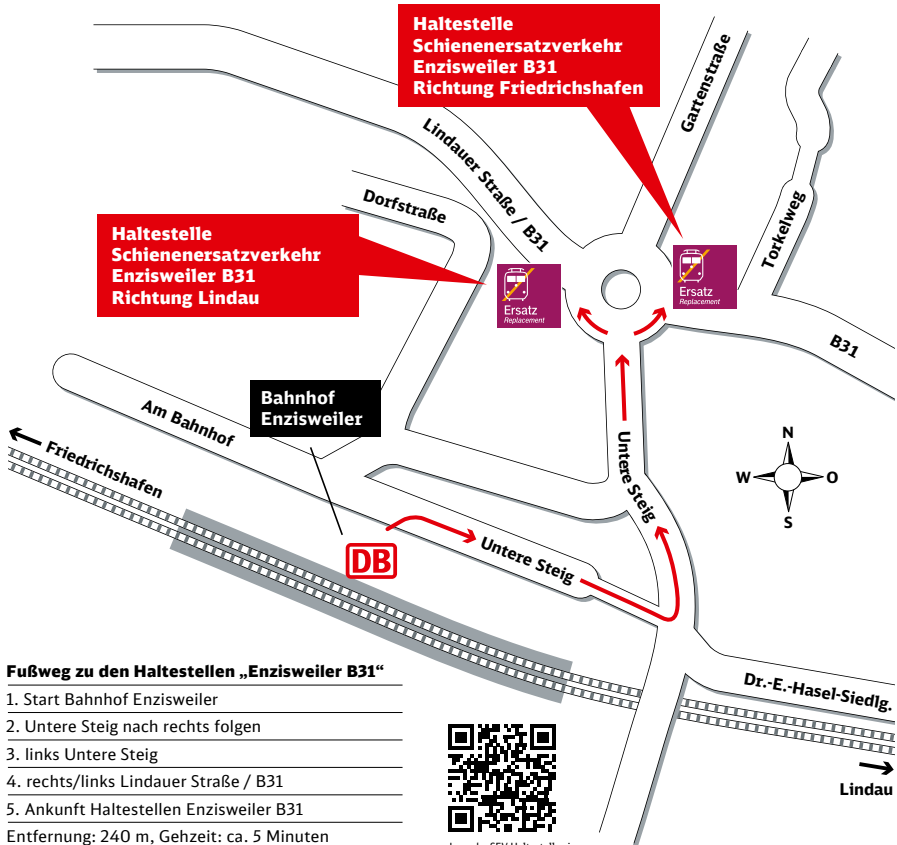 Haltestelle
Schienenersatzverkehr
Enzisweiler B31
Richtung Friedrichshafen
Gartenstraße
Lindauer Straße / B31
Dorfstraße
Torkelweg
Haltestelle
Schienenersatzverkehr
Enzisweiler B31
Richtung Lindau
Ersatz
Replacement
Ersatz
Replacement
B31
Bahnhof
Enzisweiler
Am Bahnhof
Friedrichshafen
Untere Steig
N
W
O
S
DB
Untere Steig
Dr.-E.-Hasel-Siedlg.
Lindau
Fußweg zu den Haltestellen „Enzisweiler B31“
1. Start Bahnhof Enzisweiler
2. Untere Steig nach rechts folgen
3. links Untere Steig
4. rechts/links Lindauer Straße / B31
5. Ankunft Haltestellen Enzisweiler B31
Entfernung: 240 m, Gehzeit: ca. 5 Minuten